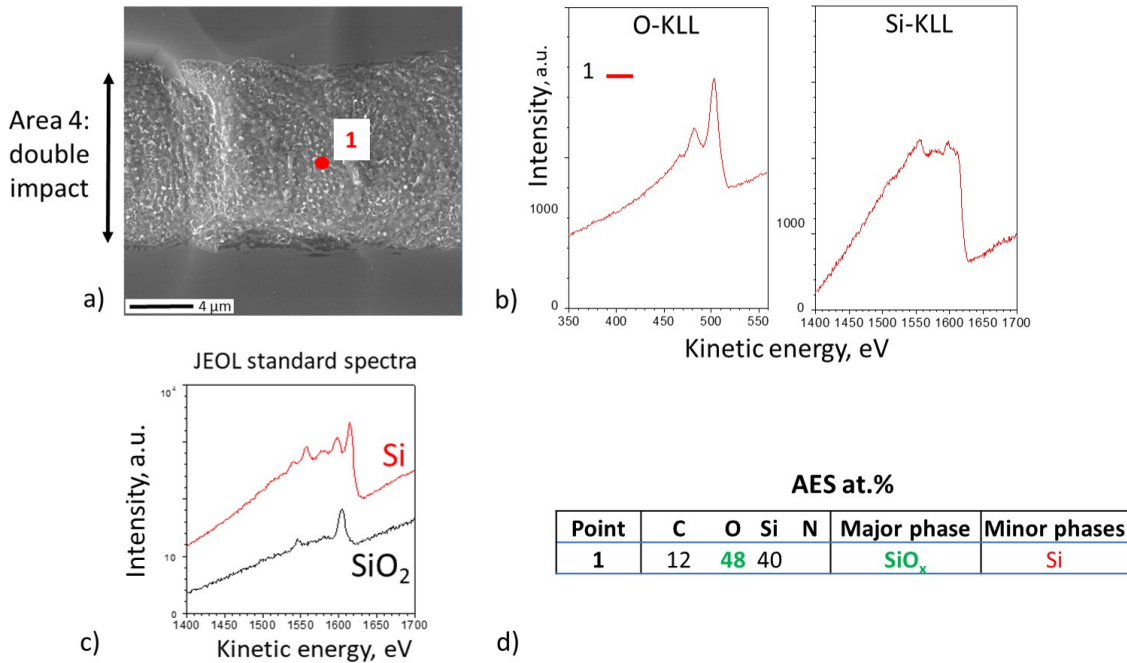 Area 4:
double
impact
1
4 µm
a)
O-KLL
Si-KLL
1
Intensity, a.u.
1000
0
350 400 450 500 550
1000
0
1400 1450 1500 1550 1600 1650 1700
Kinetic energy, eV
b)
JEOL standard spectra
10⁴
Si
SiO₂
10
0
1400 1450 1500 1550 1600 1650 1700
Intensity, a.u.
Kinetic energy, eV
c)
AES at.%
Point C O Si N Major phase Minor phases
1 12 48 40 SiOₓ Si
d)